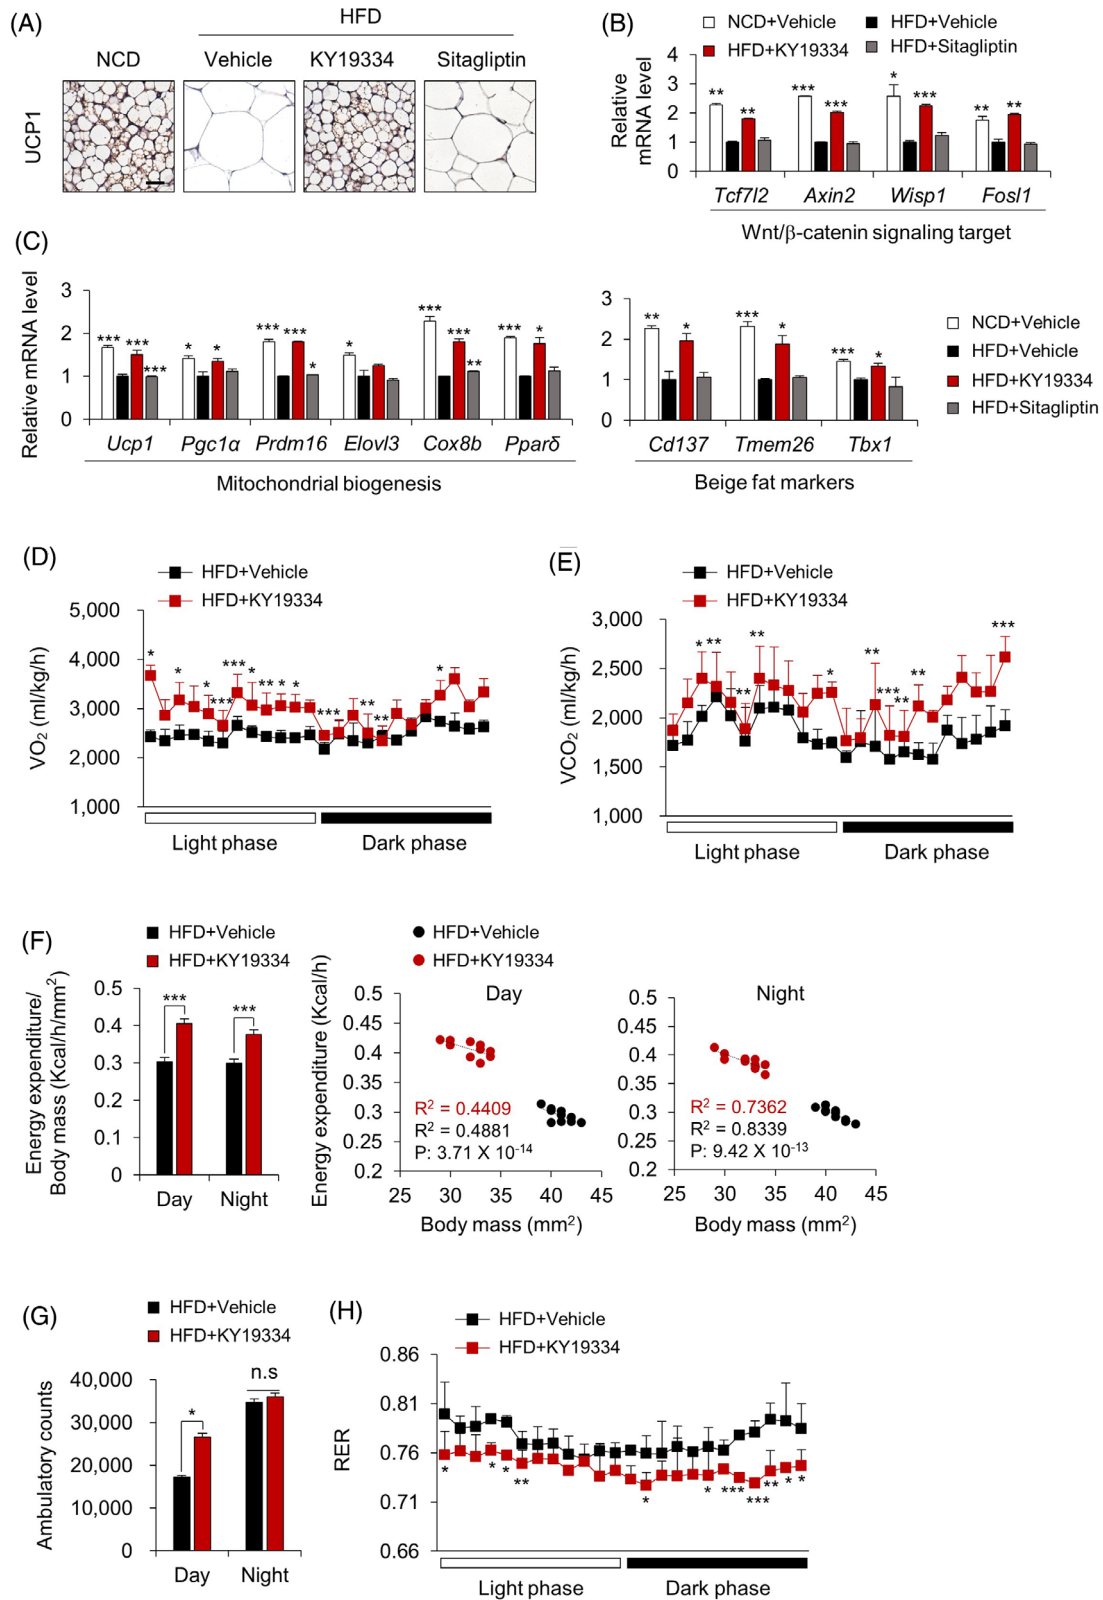 (A)
HFD
NCD
Vehicle
KY19334
Sitagliptin
UCP1
(B)
NCD+Vehicle
HFD+Vehicle
HFD+KY19334
HFD+Sitagliptin
Relative
mRNA level
4
3
2
1
0
** ** *** *** * *** ** **
Tcf7l2 Axin2 Wisp1 Fosl1
Wnt/β-catenin signaling target
(C)
Relative mRNA level
3
2
1
0
*** *** *** * * *** *** * * *** *** ** *** *
Ucp1 Pgc1α Prdm16 Elovl3 Cox8b Pparδ
Mitochondrial biogenesis
3
2
1
0
** * *** * *** *
Cd137 Tmem26 Tbx1
Beige fat markers
NCD+Vehicle
HFD+Vehicle
HFD+KY19334
HFD+Sitagliptin
(D)
HFD+Vehicle
HFD+KY19334
VO2 (ml/kg/h)
5,000
4,000
3,000
2,000
1,000
* * * *** *** * ** * * *** ** ** *
Light phase Dark phase
(E)
HFD+Vehicle
HFD+KY19334
VCO2 (ml/kg/h)
3,000
2,500
2,000
1,500
1,000
* ** ** ** * ** *** ** ** ***
Light phase Dark phase
(F)
HFD+Vehicle
HFD+KY19334
Energy expenditure/
Body mass (Kcal/h/mm2)
0.5
0.4
0.3
0.2
0.1
0
*** ***
Day Night
HFD+Vehicle
HFD+KY19334
Energy expenditure (Kcal/h)
Day
0.5
0.4
0.3
0.2
R2 = 0.4409
R2 = 0.4881
P: 3.71 X 10-14
25 30 35 40 45
Body mass (mm2)
Night
0.5
0.4
0.3
0.2
R2 = 0.7362
R2 = 0.8339
P: 9.42 X 10-13
25 30 35 40 45
Body mass (mm2)
(G)
HFD+Vehicle
HFD+KY19334
Ambulatory counts
40,000
30,000
20,000
10,000
0
* n.s
Day Night
(H)
HFD+Vehicle
HFD+KY19334
RER
0.86
0.81
0.76
0.71
0.66
* * * ** * * *** *** ** * *
Light phase Dark phase